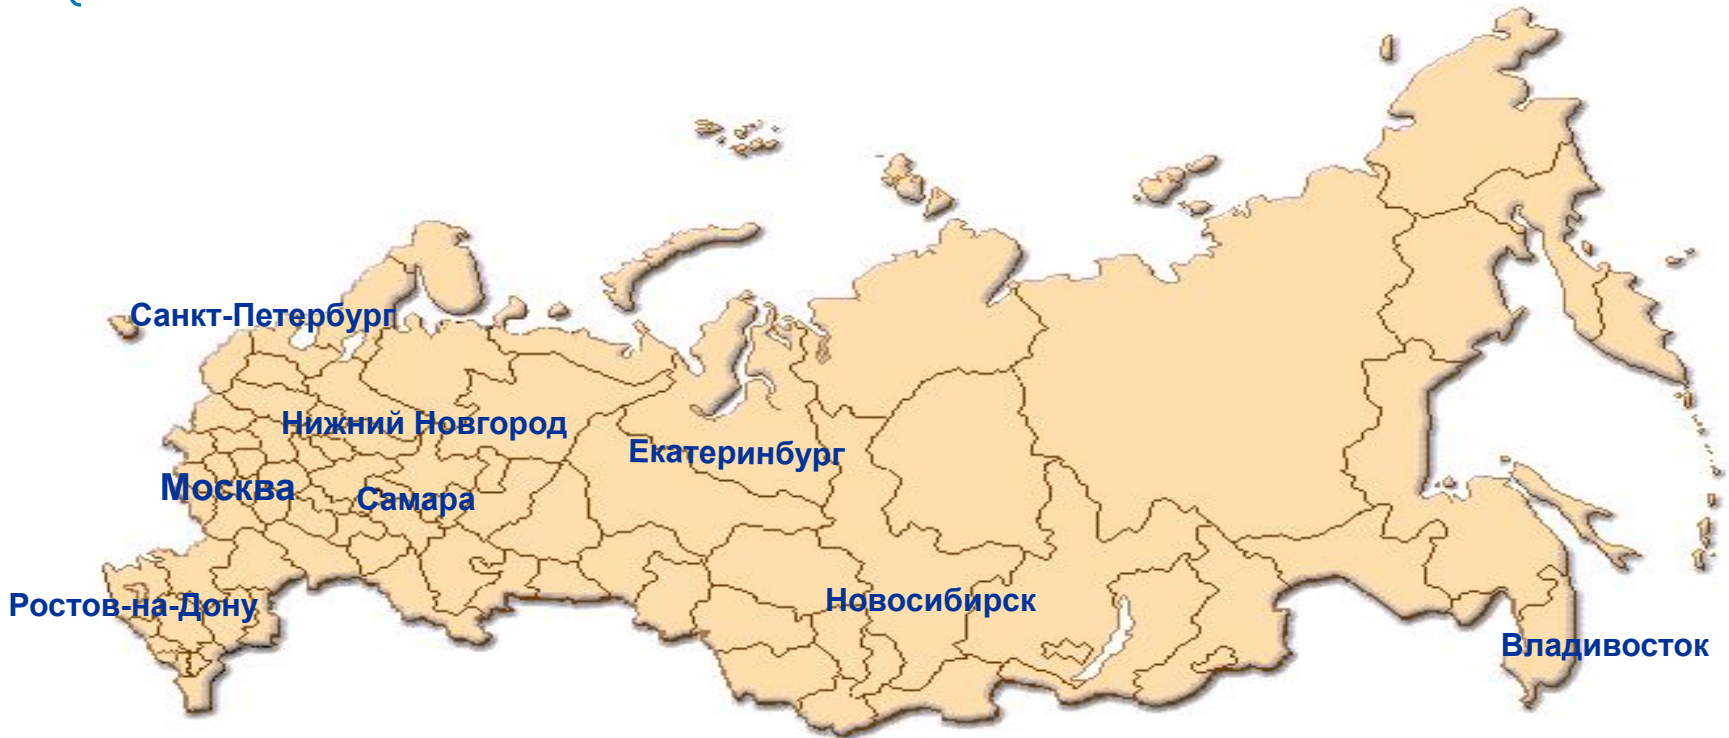 Санкт-Петербург
Нижний Новгород
Екатеринбург
Москва
Самара
Новосибирск
Ростов-на-Дону
Владивосток